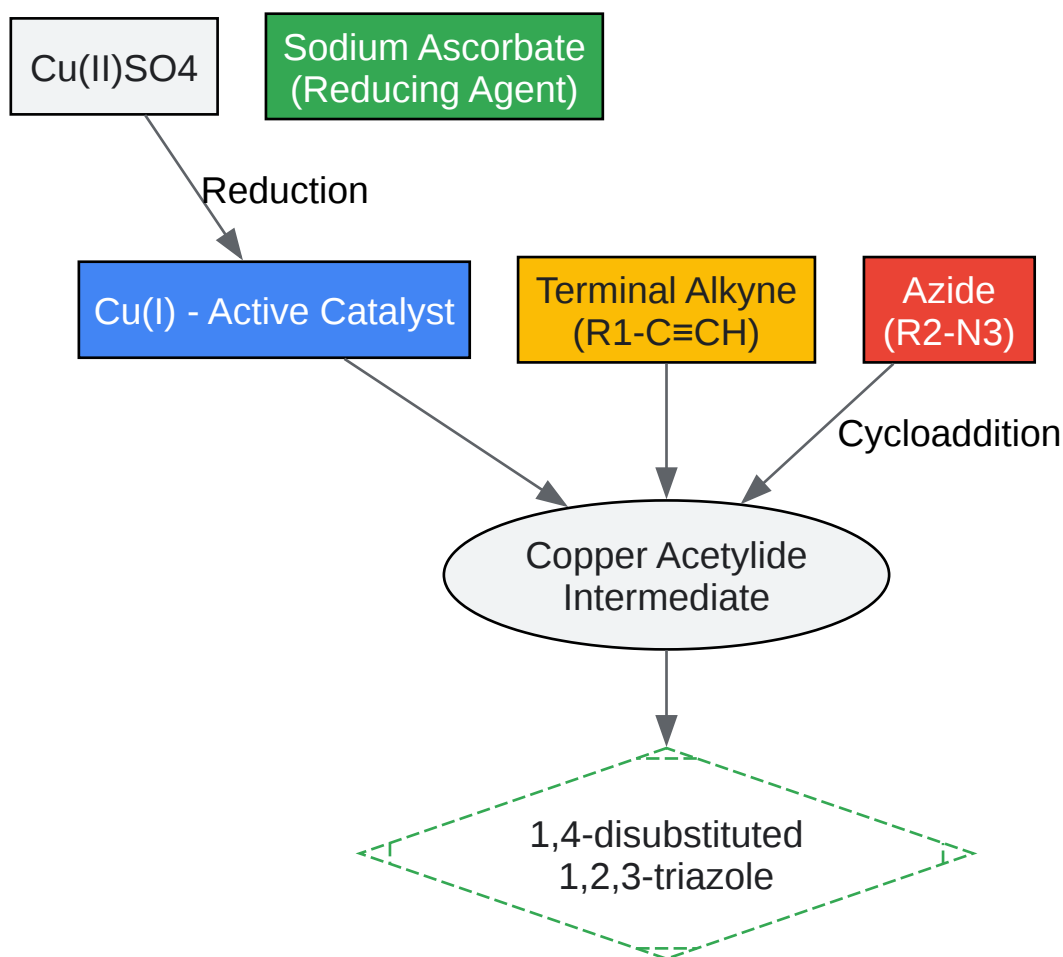 Cu(II)SO4
Sodium Ascorbate
(Reducing Agent)
Reduction
Cu(I) - Active Catalyst
Terminal Alkyne
(R1-C≡CH)
Azide
(R2-N3)
Cycloaddition
Copper Acetylide
Intermediate
1,4-disubstituted
1,2,3-triazole